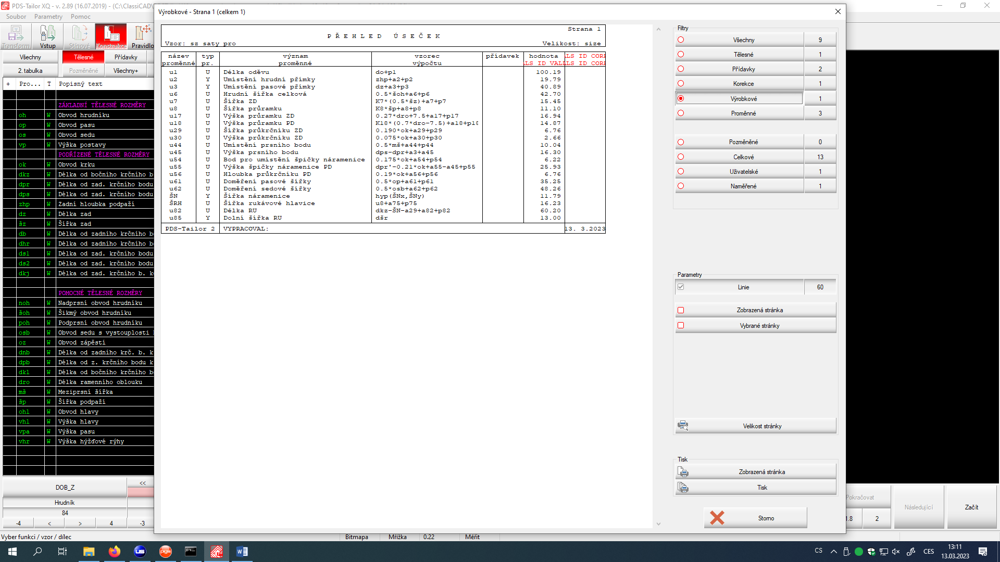 PDS-Tailor XQ - v. 2.89 (16.07.2019) - (C:\ClassiCAD\
Soubor Parametry Pomoc
Transform Vstup Stínové Konstrukce Pravidlo
Všechny Tělesné Přídavky
2. tabulka Pozměněné Všechny+
+ Pro... T Popisný text
ZÁKLADNÍ TĚLESNÉ ROZMĚRY
oh W Obvod hrudníku
op W Obvod pasu
os W Obvod sedu
vp W Výška postavy
PODŘÍZENÉ TĚLESNÉ ROZMĚRY
ok W Obvod krku
dkz W Délka od bočního krčního b
dpr W Délka od zad. krčního bodu
dps W Délka od zad. krčního bodu
zhp W Zadní hloubka podpaží
dz W Délka zad
šz W Šířka zad
db W Délka od zadního krčního b
dhr W Délka od zadního krčního b
ds1 W Délka od zad. krčního bodu
ds2 W Délka od zad. krčního bodu
dkj W Délka od zad. krčního b. k
POMOCNÉ TĚLESNÉ ROZMĚRY
noh W Nadprsní obvod hrudníku
šoh W Šikmý obvod hrudníku
poh W Podprsní obvod hrudníku
osb W Obvod sedu s vystouplostí
oz W Obvod zápěstí
dnb W Délka od zadního krč. b. k
dpb W Délka od z. krčního bodu k
dkl W Délka od bočního krčního b
dro W Délka ramenního oblouku
mš W Meziprsní šířka
šp W Šířka podpaží
ohl W Obvod hlavy
vhl W Výška hlavy
vpa W Výška pasu
vhr W Výška hýžďové rýhy
DOB_Z <<
Hrudník
84
-4 < > 4 -3
Vyber funkci / vzor / dílec Bitmapa Mřížka 0.22 Měřit
Výrobkové - Strana 1 (celkem 1)
Strana 1
PŘEHLED ÚSEČEK
Vzor: sz saty pro Velikost: size
název typ význam vzorec přídavek hodnota LS ID CORI
proměnné pr. proměnné výpočtu LS ID VALI LS ID CORI
u1 U Délka oděvu do+p1 100.19
u2 Y Umístění hrudní přímky zhp+a2+p2 19.79
u3 Y Umístění pasové přímky dz+a3+p3 40.89
u6 U Hrudní šířka celková 0.5*šoh+a6+p6 42.70
u7 U Šířka ZD K7*(0.5*šz)+a7+p7 15.45
u8 U Šířka průramku K8*šp+a8+p8 11.10
u17 U Výška průramku ZD 0.27*dro+7.5+a17+p17 16.94
u18 U Výška průramku PD K18*(0.7*dro-7.5)+a18+p18 14.87
u29 U Šířka průkrčníku ZD 0.190*ok+a29+p29 6.76
u30 U Výška průkrčníku ZD 0.075*ok+a30+p30 2.66
u44 U Umístění prsního bodu 0.5*mš+a44+p44 10.04
u45 U Výška prsního bodu dps-dpr+a3+a45 16.30
u54 U Bod pro umístění špičky náramenice 0.175*ok+a54+p54 6.22
u55 U Výška špičky náramenice PD dpr'-0.21*ok+a55-a45+p55 25.93
u56 U Hloubka průkrčníku PD 0.19*ok+a56+p56 6.76
u61 U Doměření pasové šířky 0.5*op+a61+p61 35.25
u62 U Doměření sedové šířky 0.5*osb+a62+p62 48.26
ŠN Y Šířka náramenice hyp(ŠNx,ŠNy) 11.79
ŠRH U Šířka rukávové hlavice u8+a75+p75 16.23
u82 U Délka RU dkz-ŠN-a29+a82+p82 60.20
u85 Y Dolní šířka RU dšr 13.00
PDS-Tailor 2 VYPRACOVAL: 13. 3.2023
Filtry
Všechny 9
Tělesné 1
Přídavky 2
Korekce 1
Výrobkové 1
Proměnné 3
Pozměněné 0
Celkové 13
Uživatelské 1
Naměřené 1
Parametry
Linie 60
Zobrazená stránka
Vybrané stránky
Velikost stránky
Tisk
Zobrazená stránka
Tisk
Storno
Pokračovat Následující Začít
1.8 2
CS CES 13:11
13.03.2023